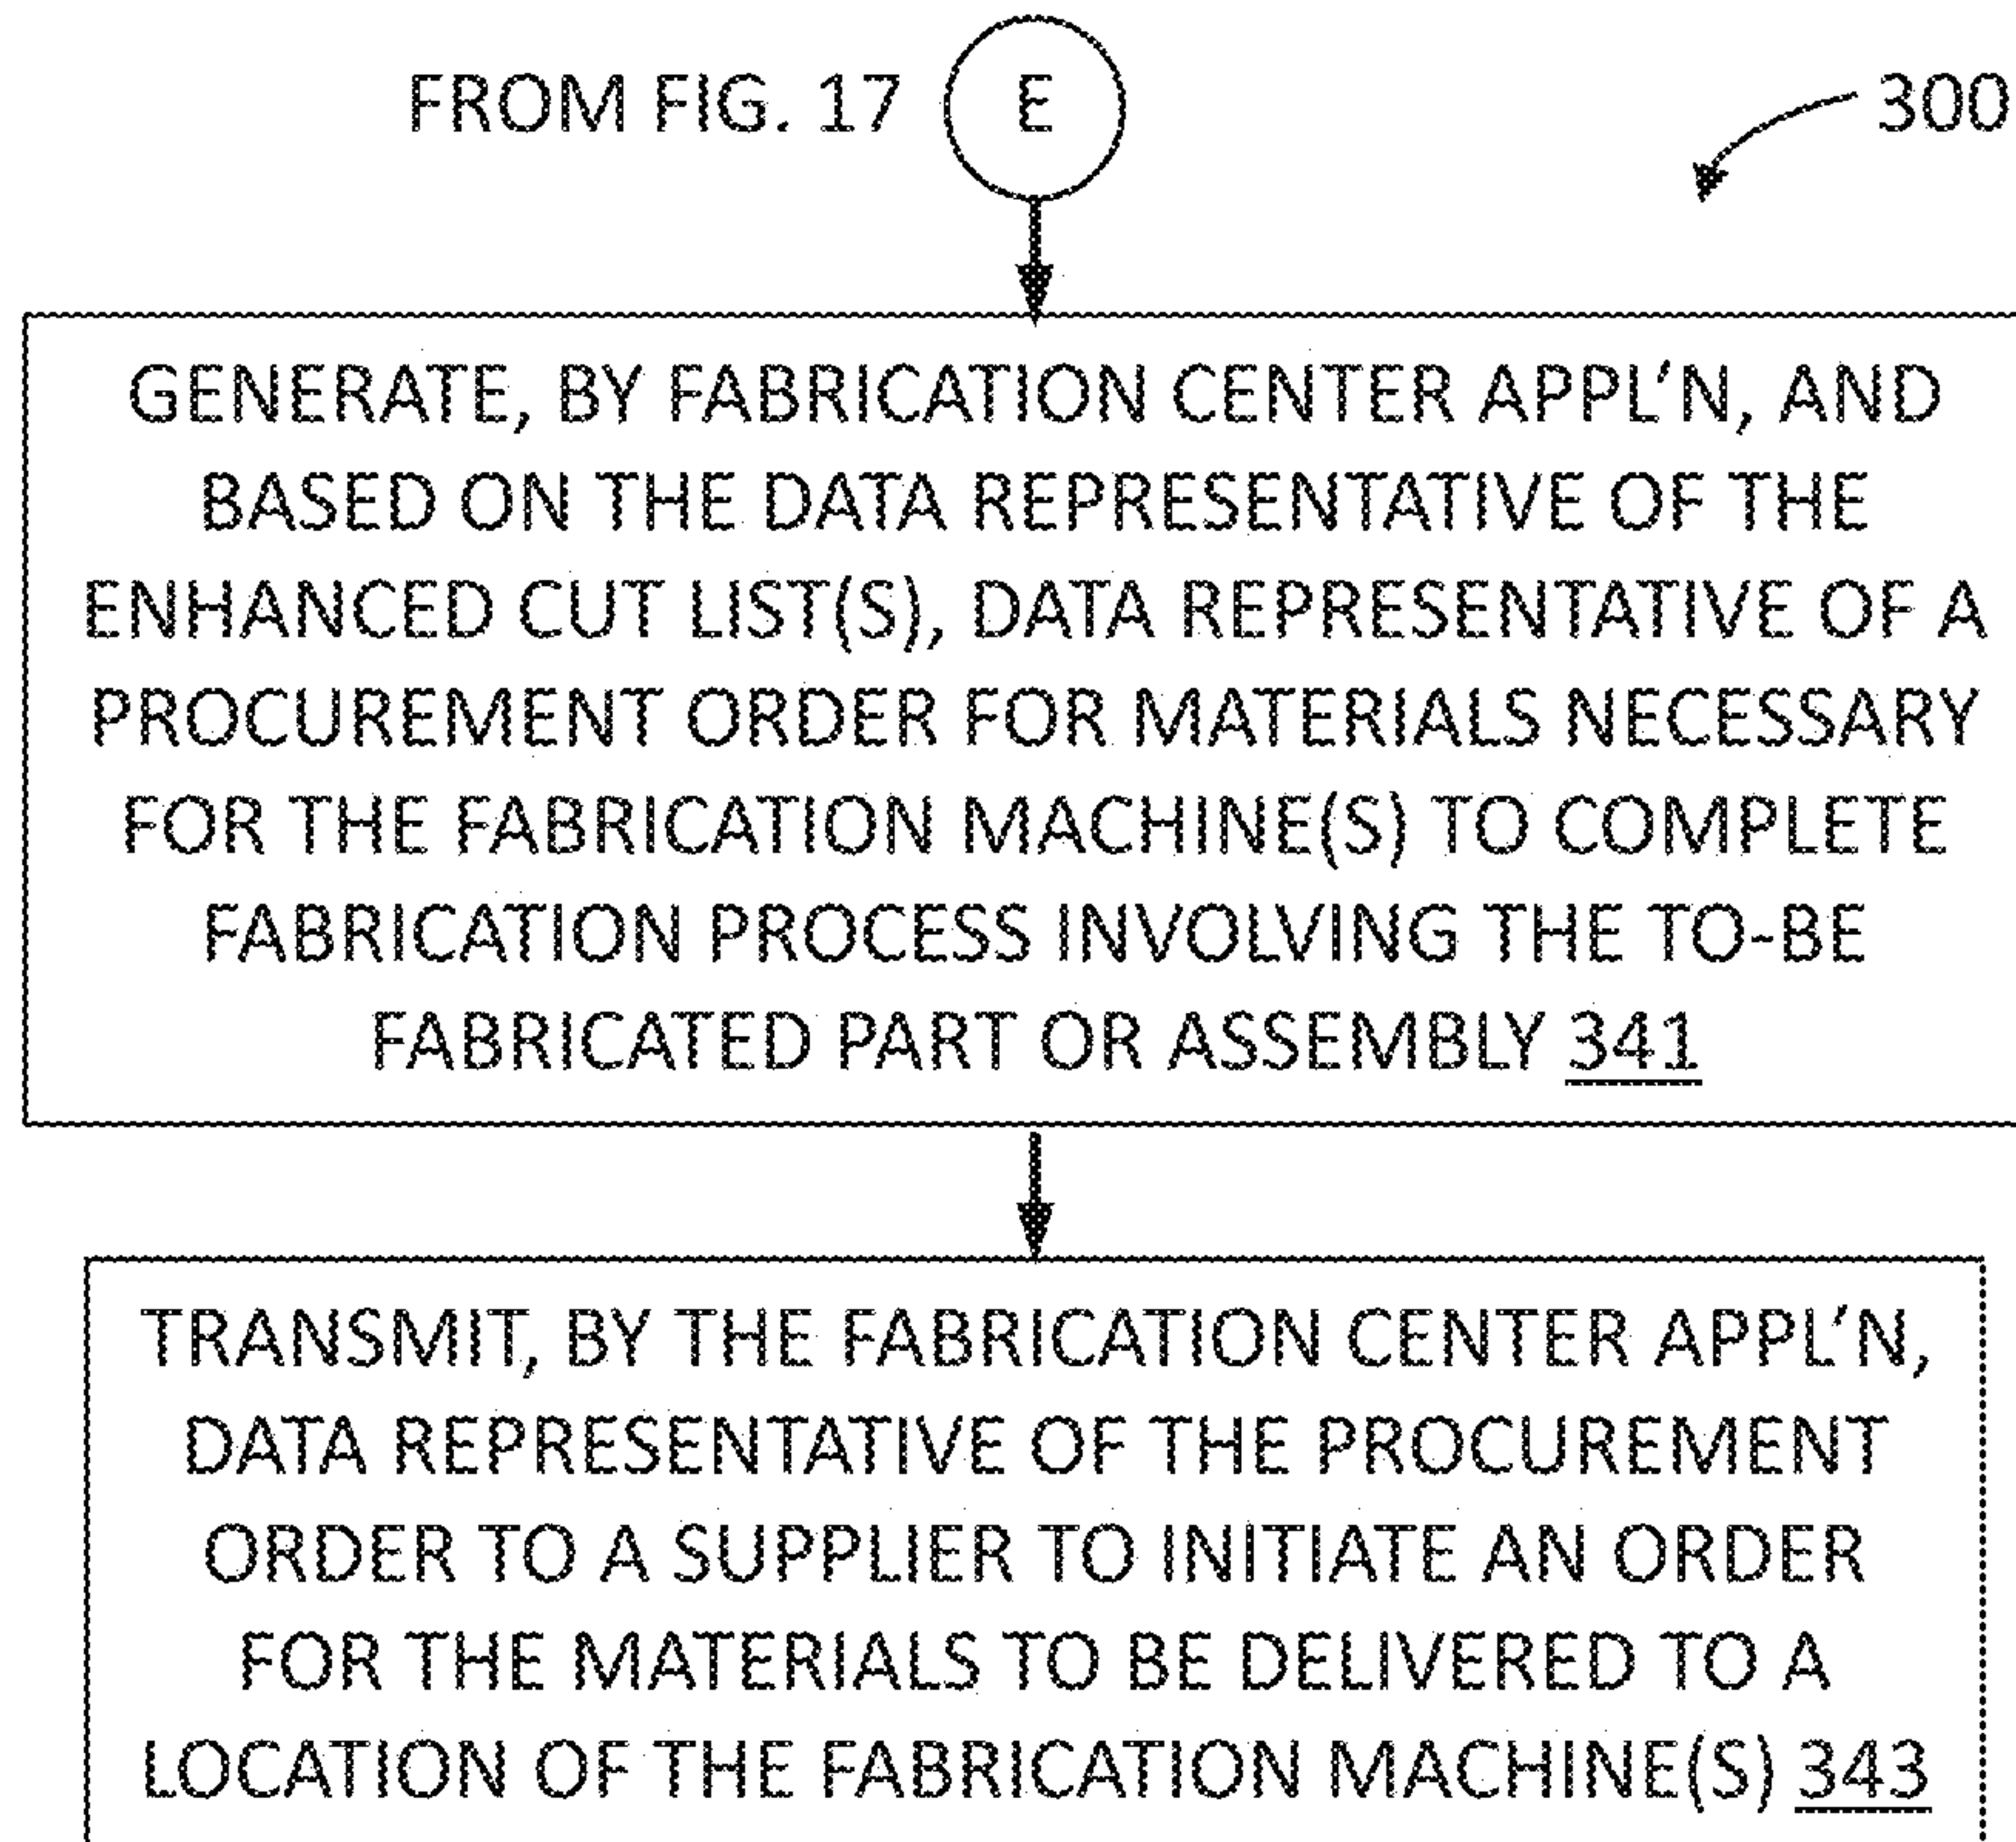 FROM FIG. 17
E
300
GENERATE, BY FABRICATION CENTER APPL'N, AND
BASED ON THE DATA REPRESENTATIVE OF THE
ENHANCED CUT LIST(S), DATA REPRESENTATIVE OF A
PROCUREMENT ORDER FOR MATERIALS NECESSARY
FOR THE FABRICATION MACHINE(S) TO COMPLETE
FABRICATION PROCESS INVOLVING THE TO-BE
FABRICATED PART OR ASSEMBLY 341
TRANSMIT, BY THE FABRICATION CENTER APPL'N,
DATA REPRESENTATIVE OF THE PROCUREMENT
ORDER TO A SUPPLIER TO INITIATE AN ORDER
FOR THE MATERIALS TO BE DELIVERED TO A
LOCATION OF THE FABRICATION MACHINE(S) 343